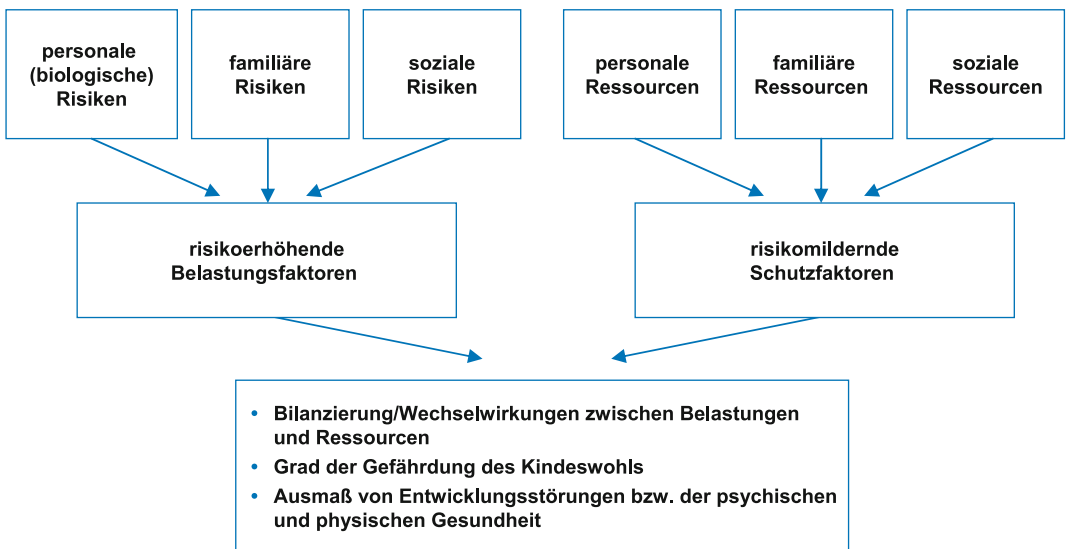 personale
(biologische)
Risiken
familiäre
Risiken
soziale
Risiken
personale
Ressourcen
familiäre
Ressourcen
soziale
Ressourcen
risikoerhöhende
Belastungsfaktoren
risikomildernde
Schutzfaktoren
• Bilanzierung/Wechselwirkungen zwischen Belastungen
und Ressourcen
• Grad der Gefährdung des Kindeswohls
• Ausmaß von Entwicklungsstörungen bzw. der psychischen
und physischen Gesundheit